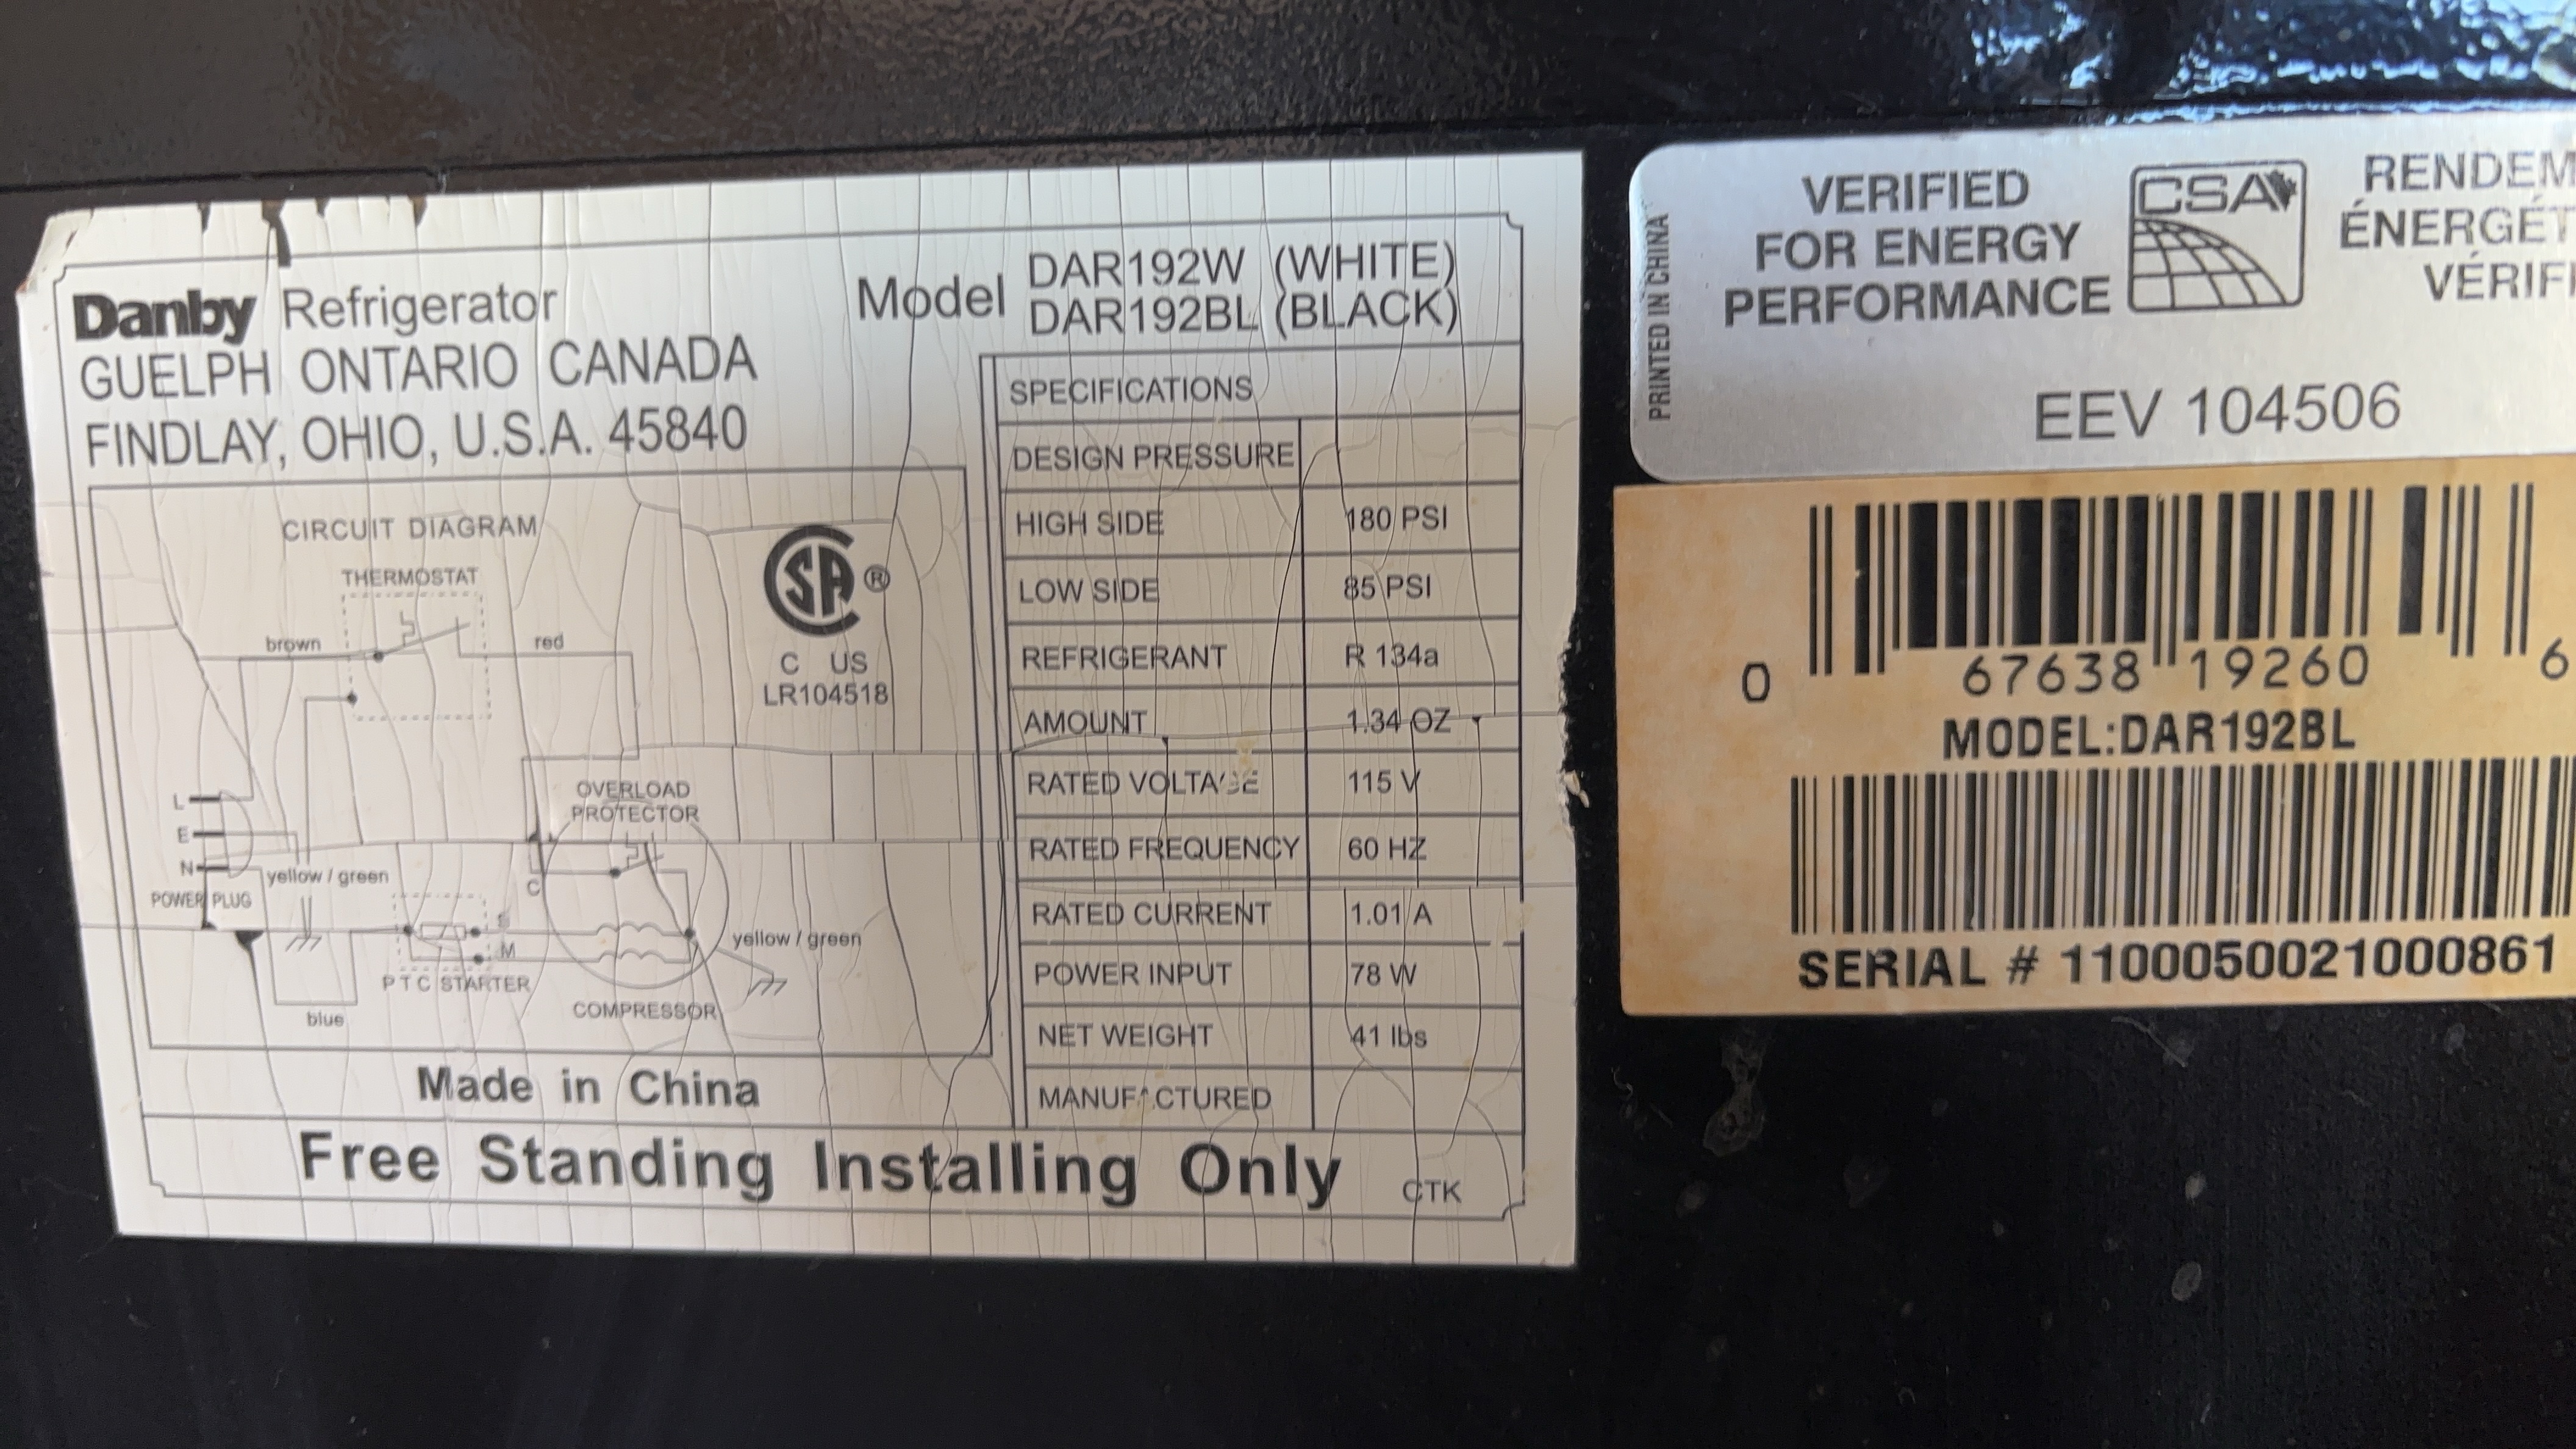 Danby Refrigerator
GUELPH ONTARIO CANADA
FINDLAY, OHIO, U.S.A. 45840
Model DAR192W (WHITE)
DAR192BL (BLACK)
CIRCUIT DIAGRAM
THERMOSTAT
brown
red
C US
LR104518
OVERLOAD
PROTECTOR
L
E
N
POWER PLUG
yellow / green
C
S
M
yellow / green
P T C STARTER
COMPRESSOR
blue
Made in China
SPECIFICATIONS
DESIGN PRESSURE
HIGH SIDE 180 PSI
LOW SIDE 85 PSI
REFRIGERANT R 134a
AMOUNT 1.34 OZ
RATED VOLTAGE 115 V
RATED FREQUENCY 60 HZ
RATED CURRENT 1.01 A
POWER INPUT 78 W
NET WEIGHT 41 lbs
MANUFACTURED
Free Standing Installing Only CTK
PRINTED IN CHINA
VERIFIED
FOR ENERGY
PERFORMANCE
CSA
RENDEM
ÉNERGÉT
VÉRIFI
EEV 104506
0 67638 19260 6
MODEL:DAR192BL
SERIAL # 1100050021000861